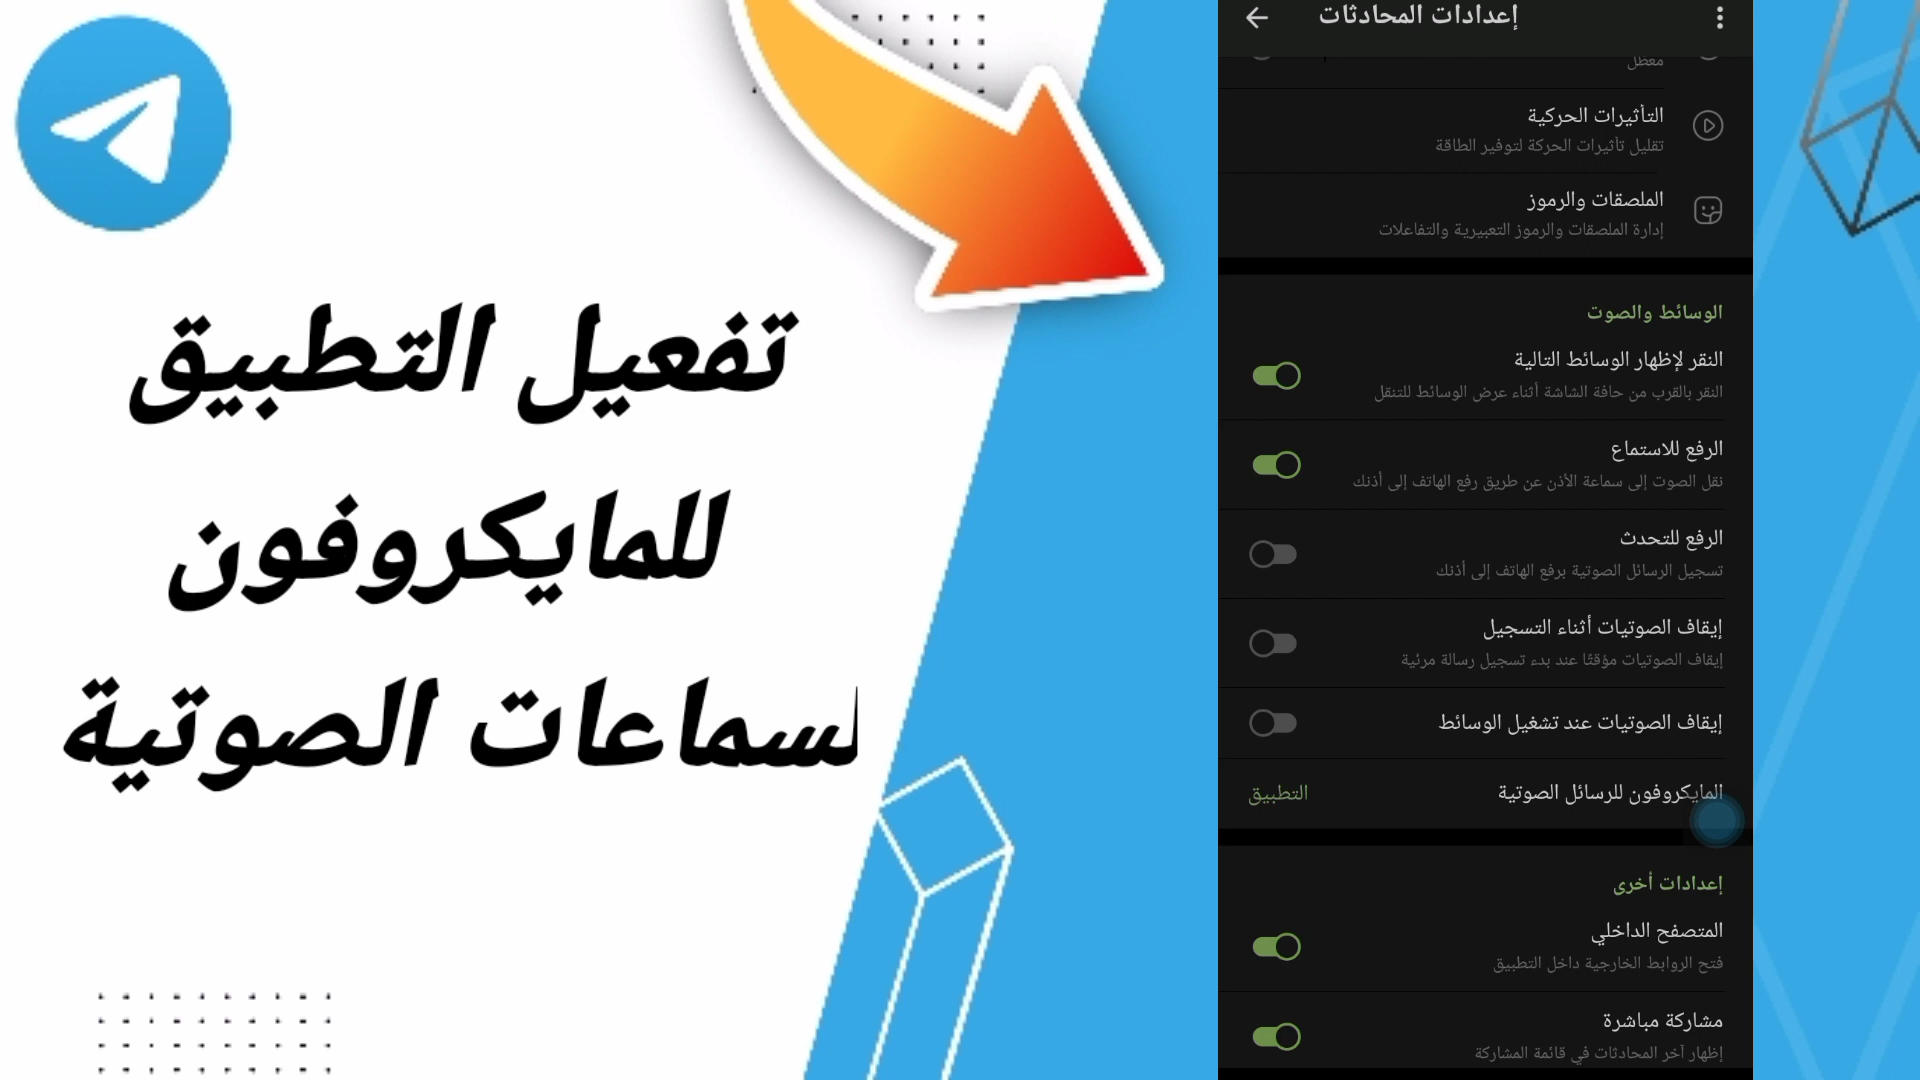 تفعيل التطبيق
للمايكروفون
لسماعات الصوتية
إعدادات المحادثات
معطل
التأثيرات الحركية
تقليل تأثيرات الحركة لتوفير الطاقة
الملصقات والرموز
إدارة الملصقات والرموز التعبيرية والتفاعلات
الوسائط والصوت
النقر لإظهار الوسائط التالية
النقر بالقرب من حافة الشاشة أثناء عرض الوسائط للتنقل
الرفع للاستماع
نقل الصوت إلى سماعة الأذن عن طريق رفع الهاتف إلى أذنك
الرفع للتحدث
تسجيل الرسائل الصوتية برفع الهاتف إلى أذنك
إيقاف الصوتيات أثناء التسجيل
إيقاف الصوتيات مؤقتًا عند بدء تسجيل رسالة مرئية
إيقاف الصوتيات عند تشغيل الوسائط
المايكروفون للرسائل الصوتية
التطبيق
إعدادات أخرى
المتصفح الداخلي
فتح الروابط الخارجية داخل التطبيق
مشاركة مباشرة
إظهار آخر المحادثات في قائمة المشاركة